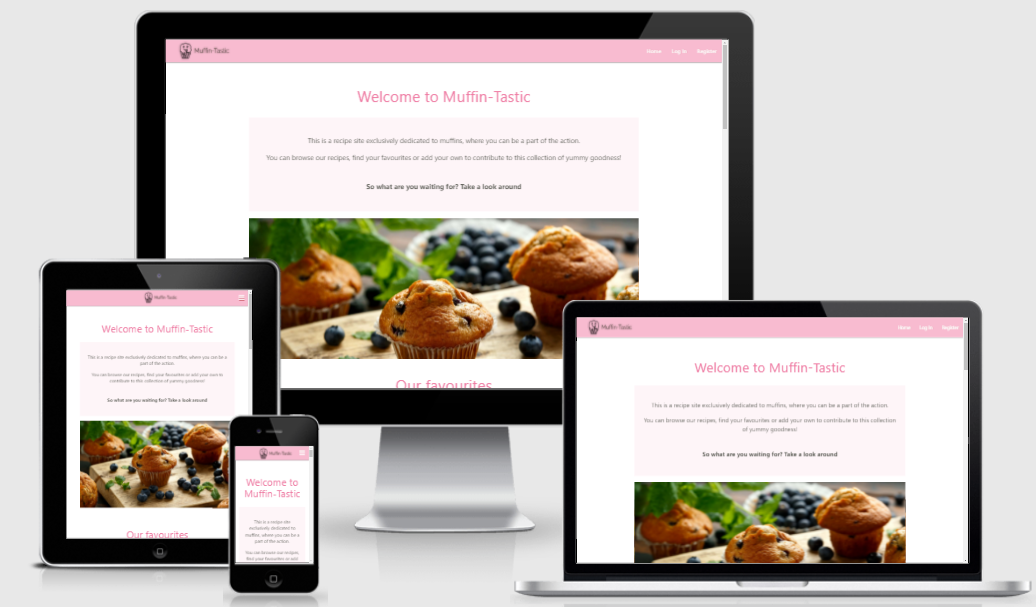 Muffin-Tastic
Home Log In Register
Welcome to Muffin-Tastic
This is a recipe site exclusively dedicated to muffins, where you can be a part of the action.
You can browse our recipes, find your favourites or add your own to contribute to this collection of yummy goodness!
So what are you waiting for? Take a look around
Our favourites
Muffin-Tastic
Welcome to Muffin-Tastic
This is a recipe site exclusively dedicated to muffins, where you can be a
part of the action.
You can browse our recipes, find your favourites or add your own to
contribute to this collection of yummy goodness!
So what are you waiting for? Take a look around
Our favourites
Muffin-Tastic
Welcome to
Muffin-Tastic
This is a recipe site
exclusively dedicated to
muffins, where you can be a
part of the action.
You can browse our recipes,
find your favourites or add
Muffin-Tastic
Home Log In Register
Welcome to Muffin-Tastic
This is a recipe site exclusively dedicated to muffins, where you can be a part of the action.
You can browse our recipes, find your favourites or add your own to contribute to this collection
of yummy goodness!
So what are you waiting for? Take a look around